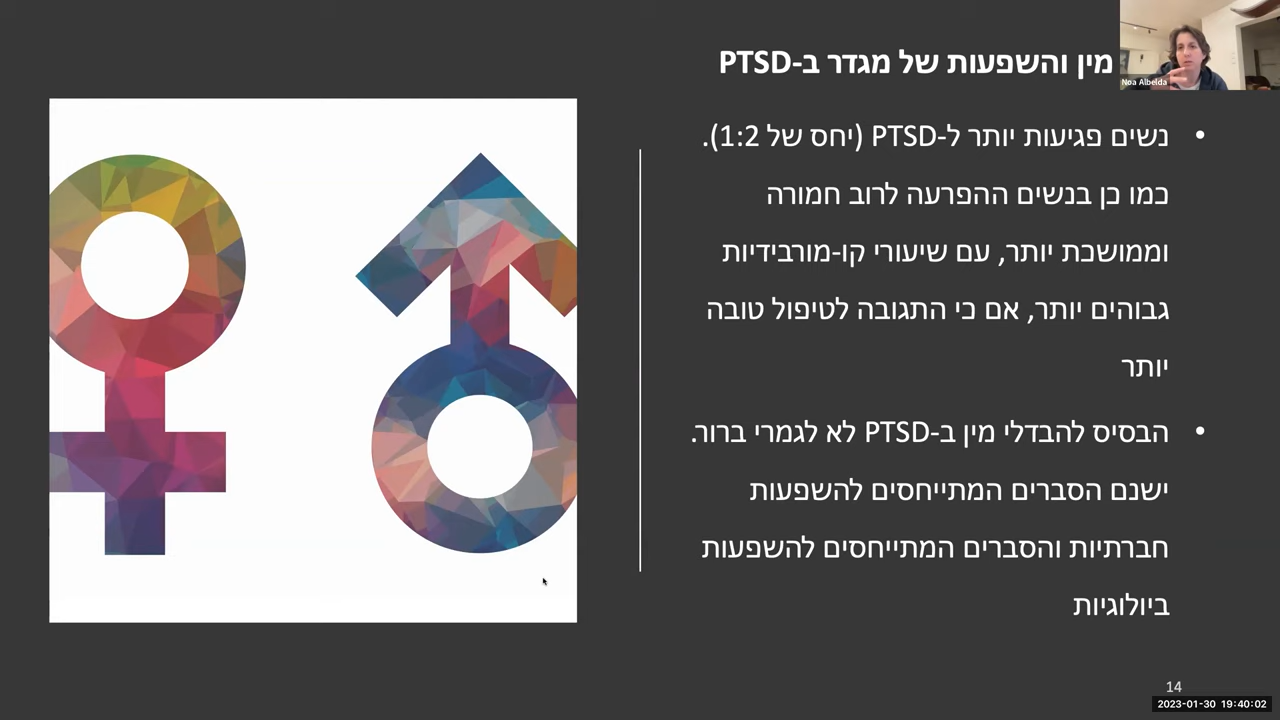 מין והשפעות של מגדר ב-PTSD
Noa Albelda
• נשים פגיעות יותר ל-PTSD (יחס של 1:2).
כמו כן בנשים ההפרעה לרוב חמורה
וממושכת יותר, עם שיעורי קו-מורבידיות
גבוהים יותר, אם כי התגובה לטיפול טובה
יותר
• הבסיס להבדלי מין ב-PTSD לא לגמרי ברור.
ישנם הסברים המתייחסים להשפעות
חברתיות והסברים המתייחסים להשפעות
ביולוגיות
14
2023-01-30 19:40:02